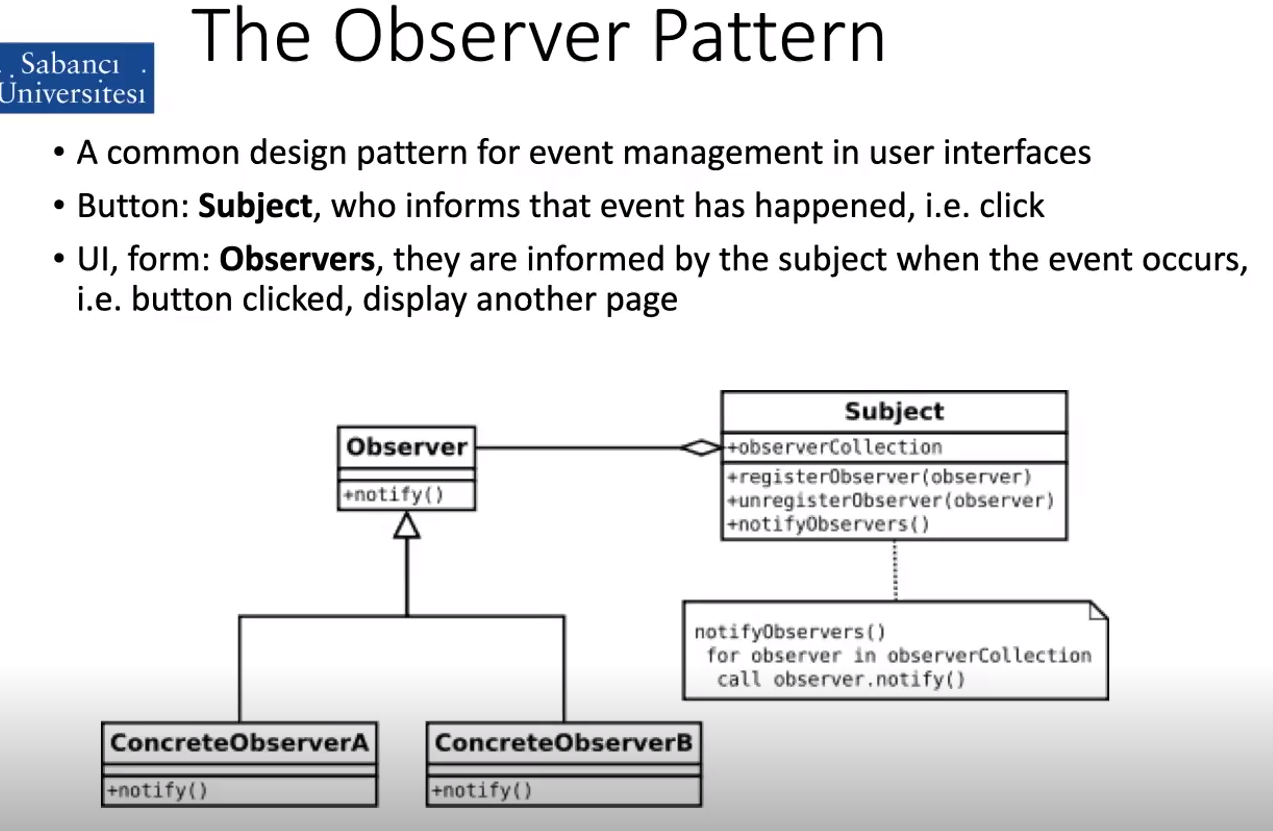 The Observer Pattern
Sabancı
Üniversitesi
• A common design pattern for event management in user interfaces
• Button: Subject, who informs that event has happened, i.e. click
• UI, form: Observers, they are informed by the subject when the event occurs,
i.e. button clicked, display another page
Observer
+notify()
Subject
+observerCollection
+registerObserver(observer)
+unregisterObserver(observer)
+notifyObservers()
notifyObservers()
for observer in observerCollection
call observer.notify()
ConcreteObserverA
+notify()
ConcreteObserverB
+notify()